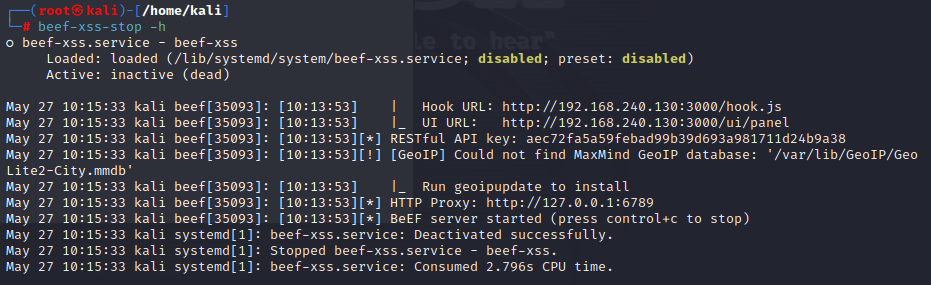 ┌──(root㉿kali)-[/home/kali]
└─# beef-xss-stop -h
○ beef-xss.service - beef-xss
     Loaded: loaded (/lib/systemd/system/beef-xss.service; disabled; preset: disabled)
     Active: inactive (dead)
le to hear"
May 27 10:15:33 kali beef[35093]: [10:13:53]    |   Hook URL: http://192.168.240.130:3000/hook.js
May 27 10:15:33 kali beef[35093]: [10:13:53]    |_  UI URL:   http://192.168.240.130:3000/ui/panel
May 27 10:15:33 kali beef[35093]: [10:13:53][*] RESTful API key: aec72fa5a59febad99b39d693a981711d24b9a38
May 27 10:15:33 kali beef[35093]: [10:13:53][!] [GeoIP] Could not find MaxMind GeoIP database: '/var/lib/GeoIP/Geo
Lite2-City.mmdb'
May 27 10:15:33 kali beef[35093]: [10:13:53]    |_  Run geoipupdate to install
May 27 10:15:33 kali beef[35093]: [10:13:53][*] HTTP Proxy: http://127.0.0.1:6789
May 27 10:15:33 kali beef[35093]: [10:13:53][*] BeEF server started (press control+c to stop)
May 27 10:15:33 kali systemd[1]: beef-xss.service: Deactivated successfully.
May 27 10:15:33 kali systemd[1]: Stopped beef-xss.service - beef-xss.
May 27 10:15:33 kali systemd[1]: beef-xss.service: Consumed 2.796s CPU time.